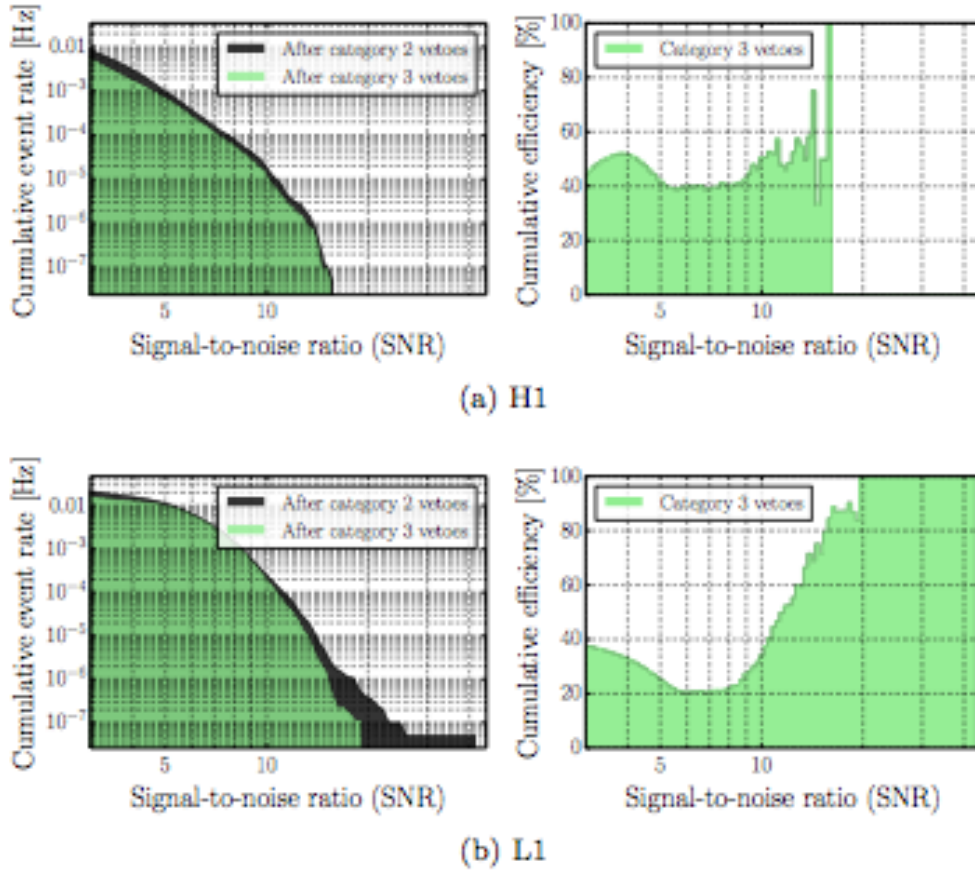 Cumulative event rate [Hz]
0.01
10⁻³
10⁻⁴
10⁻⁵
10⁻⁶
10⁻⁷
After category 2 vetoes
After category 3 vetoes
5 10
Signal-to-noise ratio (SNR)
Cumulative efficiency [%]
100
80
60
40
20
0
Category 3 vetoes
5 10
Signal-to-noise ratio (SNR)
(a) H1
Cumulative event rate [Hz]
0.01
10⁻³
10⁻⁴
10⁻⁵
10⁻⁶
10⁻⁷
After category 2 vetoes
After category 3 vetoes
5 10
Signal-to-noise ratio (SNR)
Cumulative efficiency [%]
100
80
60
40
20
0
Category 3 vetoes
5 10
Signal-to-noise ratio (SNR)
(b) L1